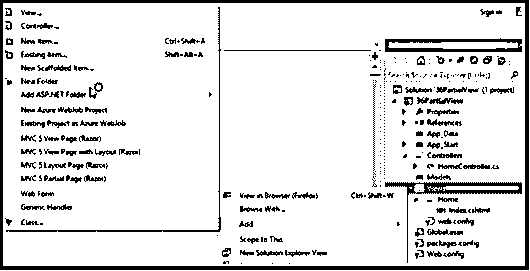 View...
Controller...
New Item... Ctrl+Shift+A
Existing Item... Shift+Alt+A
New Scaffolded Item...
New Folder
Add ASP.NET Folder
New Azure WebJob Project
Existing Project as Azure WebJob
MVC 5 View Page (Razor)
MVC 5 View Page with Layout (Razor)
MVC 5 Layout Page (Razor)
MVC 5 Partial Page (Razor)
Web Form
Generic Handler
Class...
View in Browser (Firefox) Ctrl+Shift+W
Browse With...
Add
Scope to This
New Solution Explorer View
Sign in
Search Solution Explorer (Ctrl+;)
Solution '36PartialView' (1 project)
36PartialView
Properties
References
App_Data
App_Start
Controllers
HomeController.cs
Models
Home
Index.cshtml
web.config
Global.asax
packages.config
Web.config